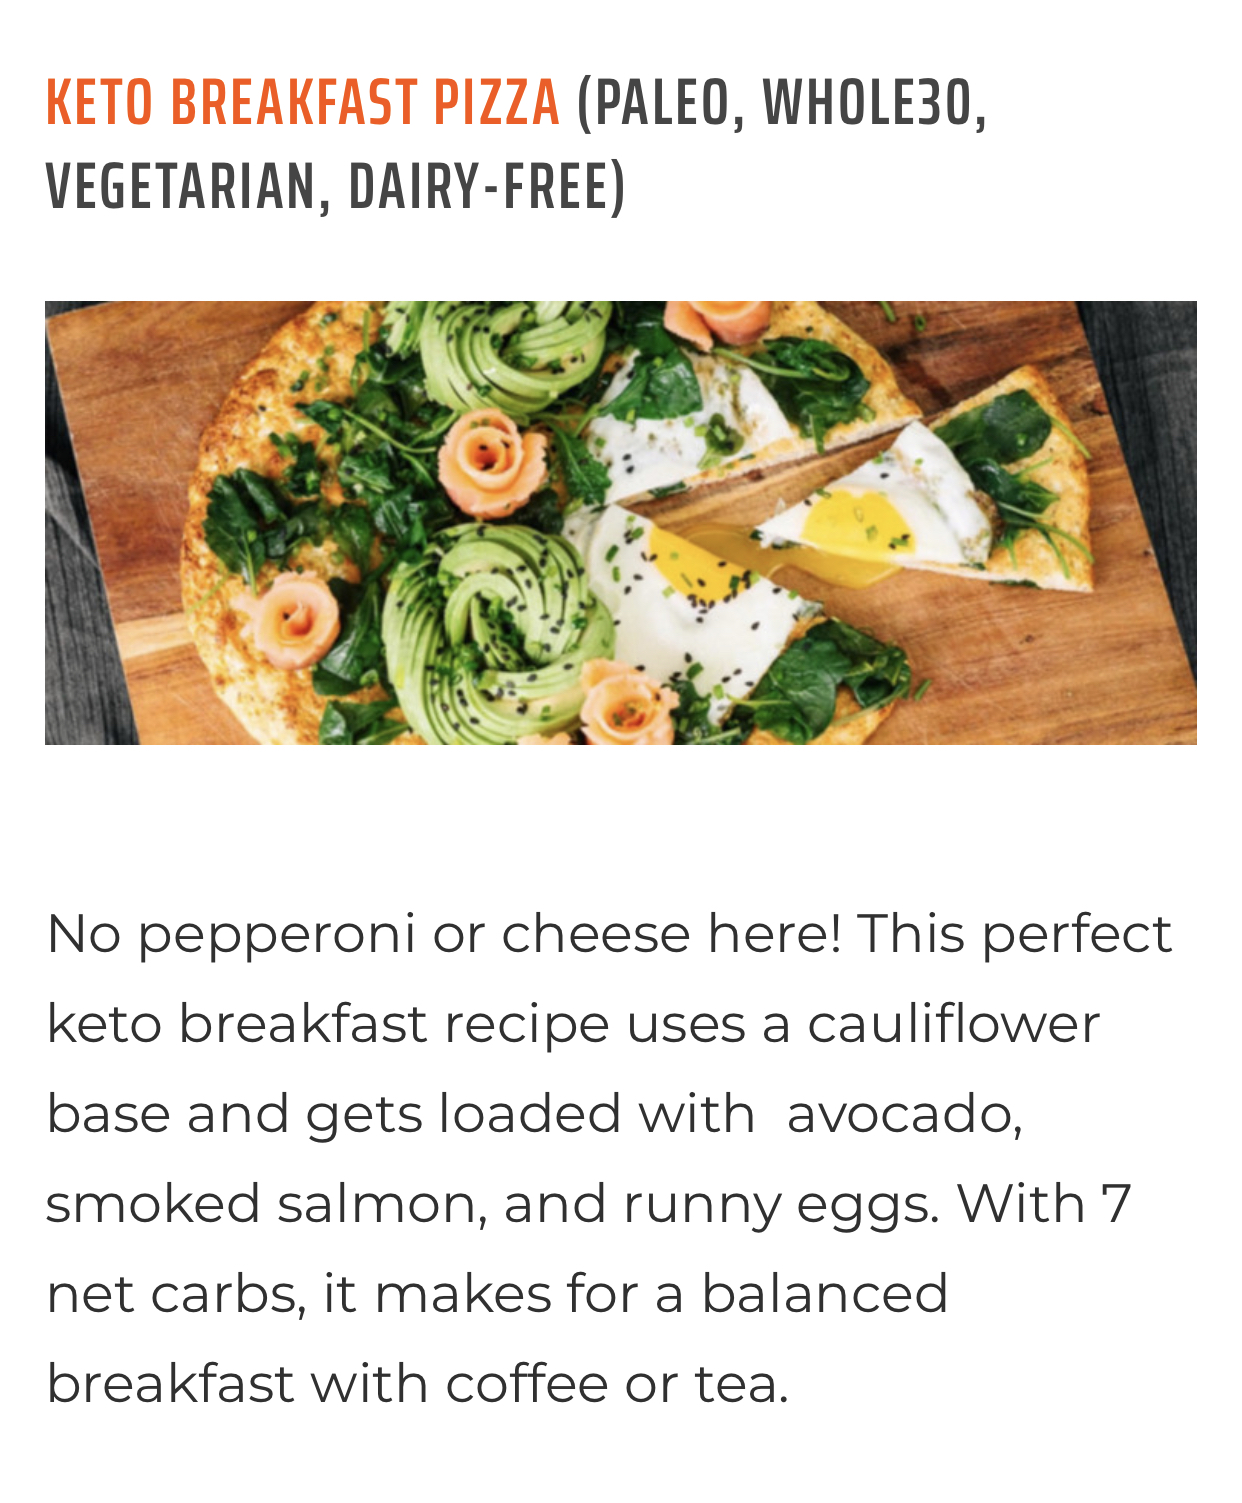 KETO BREAKFAST PIZZA (PALEO, WHOLE30,
VEGETARIAN, DAIRY-FREE)
No pepperoni or cheese here! This perfect
keto breakfast recipe uses a cauliflower
base and gets loaded with  avocado,
smoked salmon, and runny eggs. With 7
net carbs, it makes for a balanced
breakfast with coffee or tea.